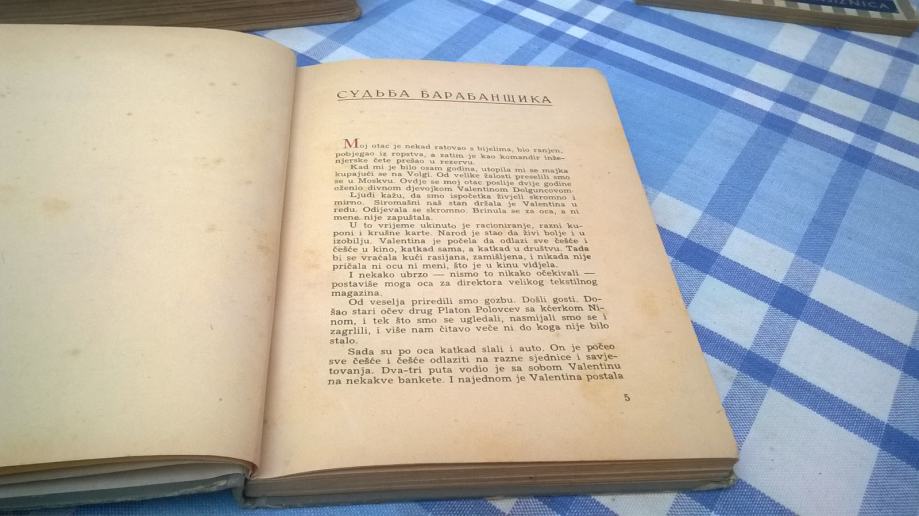 NICA
СУДЬБА БАРАБАНЩИКА
Moj otac je nekad ratovao s bijelima, bio ranjen,
pobjegao iz ropstva, a zatim je kao komandir inže-
njerske čete prešao u rezervu.
Kad mi je bilo osam godina, utopila mi se majka
kupajući se na Volgi. Od velike žalosti preselili smo
se u Moskvu. Ovdje se moj otac poslije dvije godine
oženio divnom djevojkom Valentinom Dolguncovom
Ljudi kažu, da smo ispočetka živjeli skromno i
mirno. Siromašni naš stan držala je Valentina u
redu. Odijevala se skromno. Brinula se za oca, a ni
mene nije zapuštala.
U to vrijeme ukinuto je racioniranje, razni ku-
poni i krušne karte. Narod je stao da živi bolje i u
izobilju. Valentina je počela da odlazi sve češće i
češće u kino, katkad sama, a katkad u društvu. Tada
bi se vraćala kući rasijana, zamišljena, i nikada nije
pričala ni ocu ni meni, što je u kinu vidjela.
I nekako ubrzo — nismo to nikako očekivali —
postaviše moga oca za direktora velikog tekstilnog
magazina.
Od veselja priredili smo gozbu. Došli gosti. Do-
šao stari očev drug Platon Polovcev sa kćerkom Ni-
nom, i tek što smo se ugledali, nasmijali smo se i
zagrlili, i više nam čitavo veče ni do koga nije bilo
stalo.
Sada su po oca katkad slali i auto. On je počeo
sve češće i češće odlaziti na razne sjednice i savje-
tovanja. Dva-tri puta vodio je sa sobom Valentinu
na nekakve bankete. I najednom je Valentina postala
5